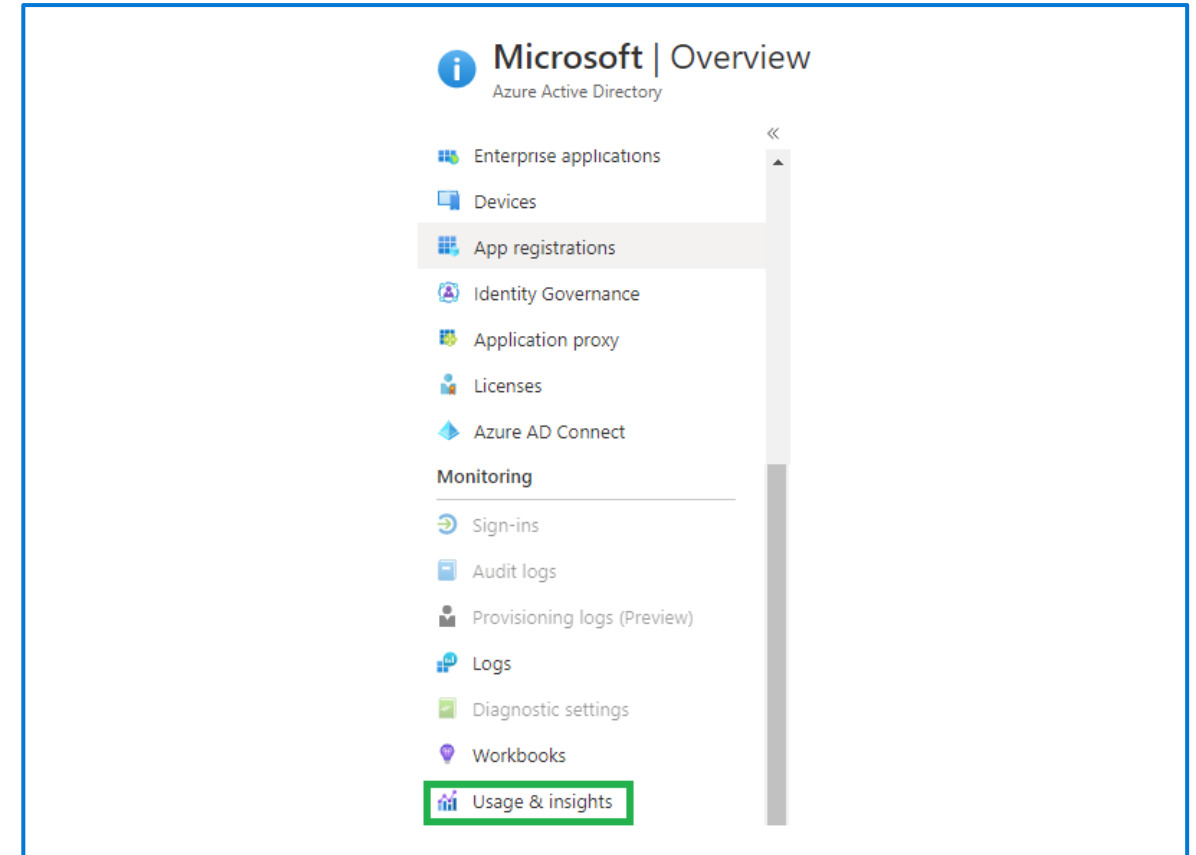 Microsoft | Overview
Azure Active Directory
«
Enterprise applications
Devices
App registrations
Identity Governance
Application proxy
Licenses
Azure AD Connect
Monitoring
Sign-ins
Audit logs
Provisioning logs (Preview)
Logs
Diagnostic settings
Workbooks
Usage & insights